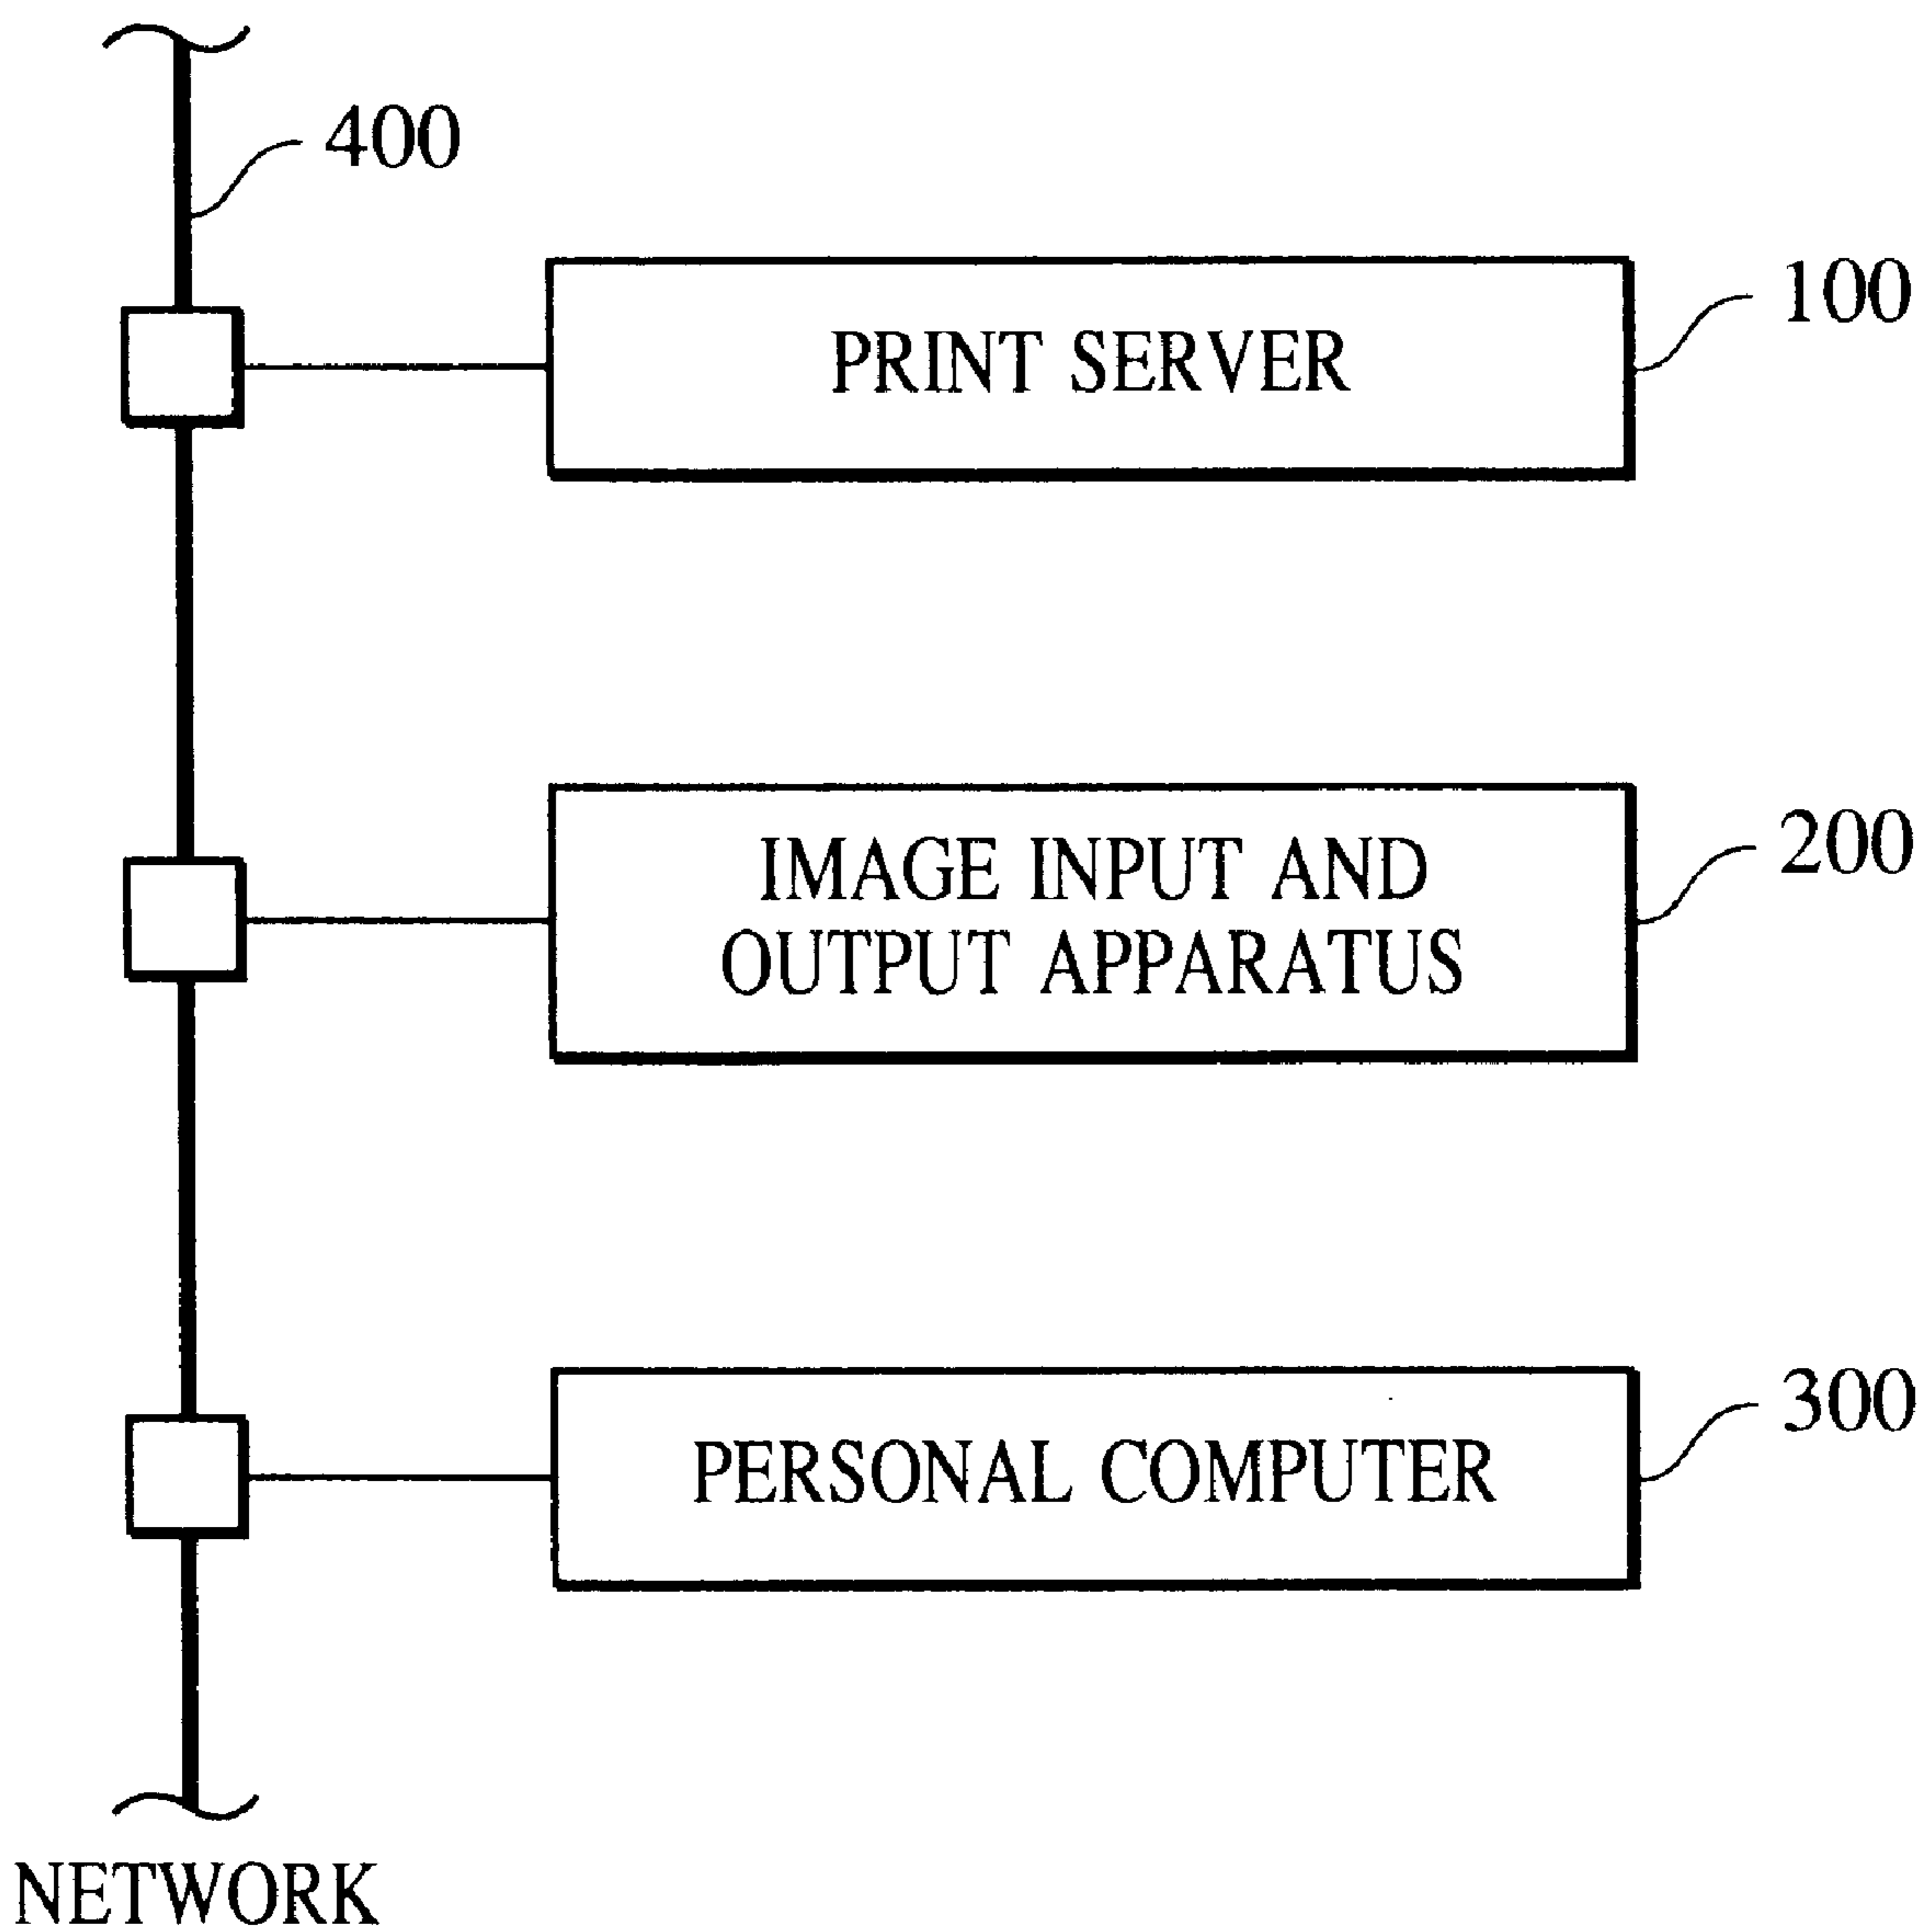 400
100
PRINT SERVER
200
IMAGE INPUT AND
OUTPUT APPARATUS
300
PERSONAL COMPUTER
NETWORK